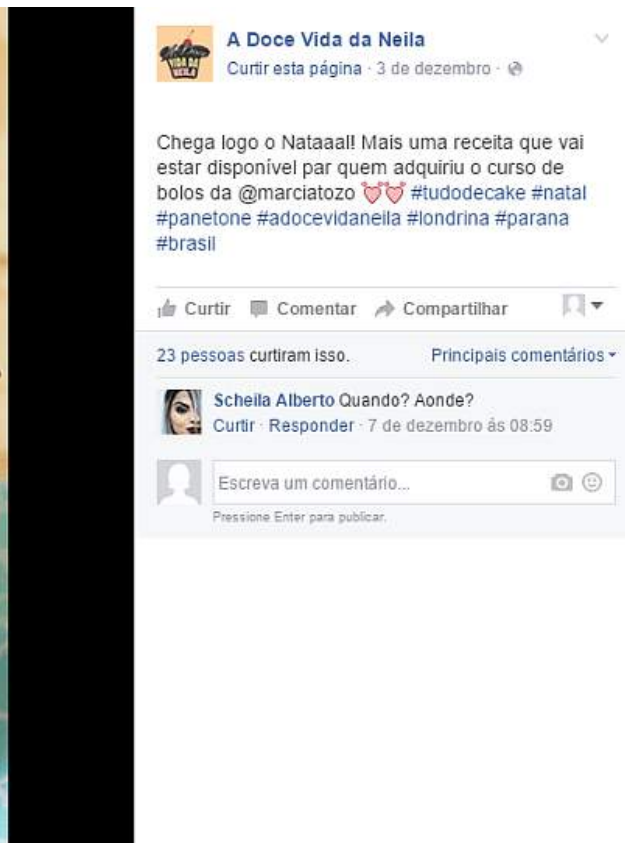 A Doce Vida da Neila
Curtir esta página · 3 de dezembro ·
Chega logo o Nataaal! Mais uma receita que vai
estar disponível par quem adquiriu o curso de
bolos da @marciatozo 💓💓 #tudodecake #natal
#panetone #adocevidaneila #londrina #parana
#brasil
Curtir Comentar Compartilhar
23 pessoas curtiram isso. Principais comentários
Scheila Alberto Quando? Aonde?
Curtir · Responder · 7 de dezembro às 08:59
Escreva um comentário...
Pressione Enter para publicar.